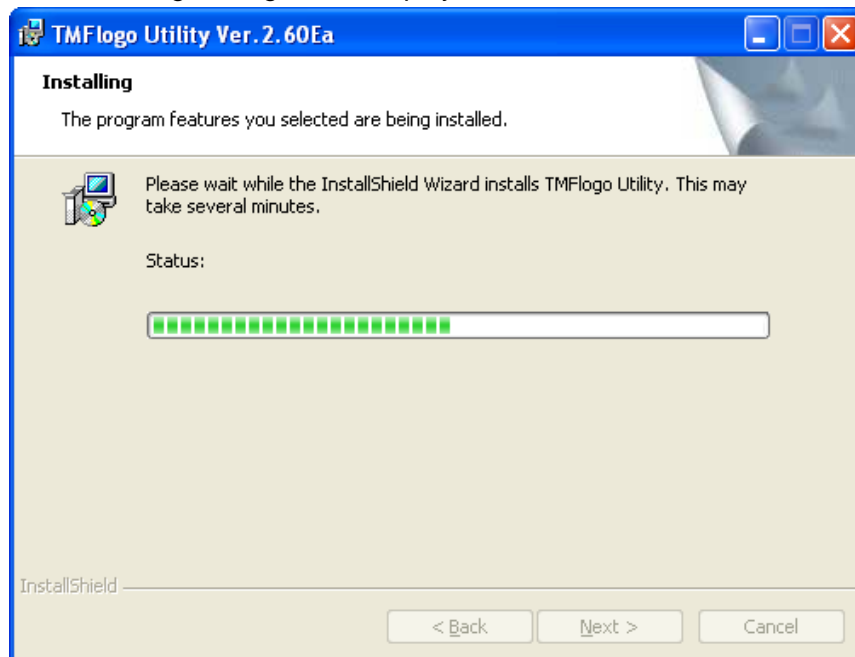 TMFlogo Utility Ver.2.60Ea
Installing
The program features you selected are being installed.
Please wait while the InstallShield Wizard installs TMFlogo Utility. This may
take several minutes.
Status:
InstallShield
< Back Next > Cancel